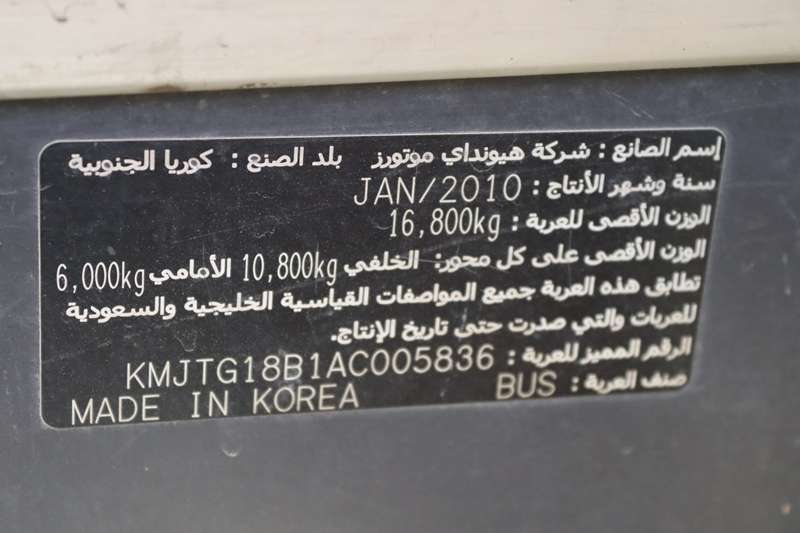 إسم الصانع : شركة هيونداي موتورز بلد الصنع : كوريا الجنوبية
سنة وشهر الأنتاج : JAN/2010
الوزن الأقصى للعربة : 16,800kg
الوزن الأقصى على كل محور: الخلفي 10,800kg الأمامي 6,000kg
تطابق هذه العربة جميع المواصفات القياسية الخليجية والسعودية
للعربات والتي صدرت حتى تاريخ الإنتاج.
الرقم المميز للعربة : KMJTG18B1AC005836
صنف العربة : BUS
MADE IN KOREA